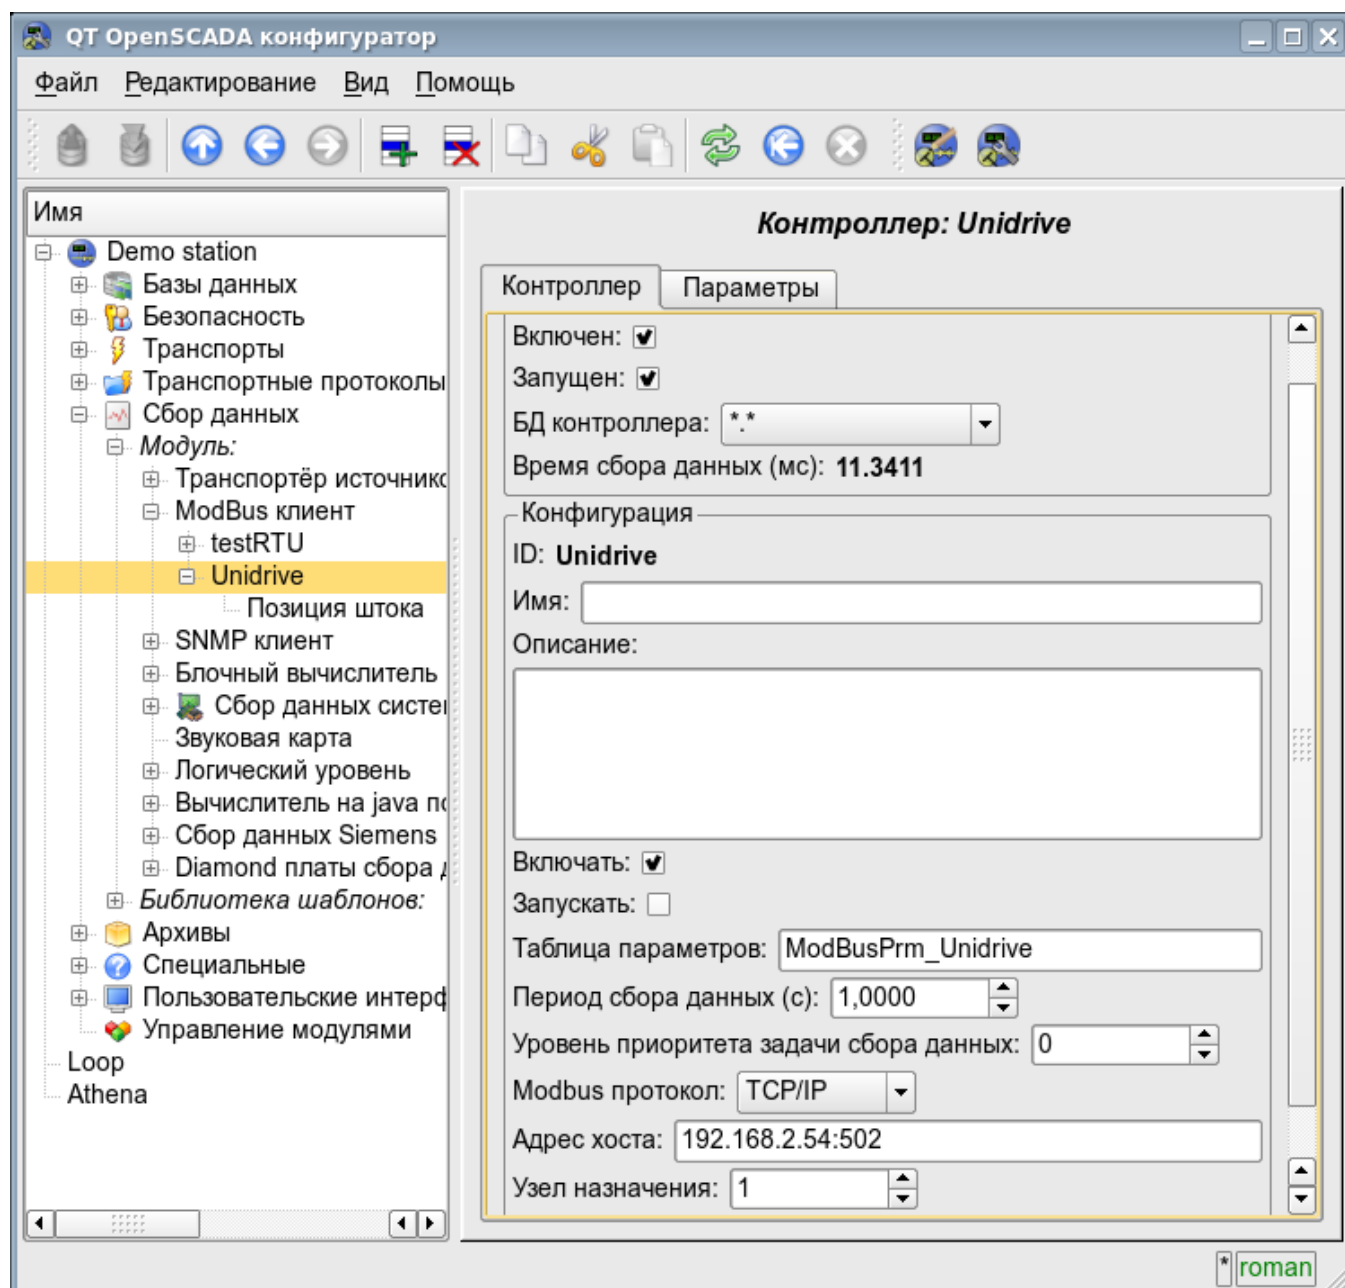 QT OpenSCADA конфигуратор
Файл Редактирование Вид Помощь
Имя
Demo station
Базы данных
Безопасность
Транспорты
Транспортные протоколы
Сбор данных
Модуль:
Транспортёр источнико
ModBus клиент
testRTU
Unidrive
Позиция штока
SNMP клиент
Блочный вычислитель
Сбор данных систе
Звуковая карта
Логический уровень
Вычислитель на java по
Сбор данных Siemens
Diamond платы сбора д
Библиотека шаблонов:
Архивы
Специальные
Пользовательские интерф
Управление модулями
Loop
Athena
Контроллер: Unidrive
Контроллер Параметры
Включен:
Запущен:
БД контроллера: *.*
Время сбора данных (мс): 11.3411
Конфигурация
ID: Unidrive
Имя:
Описание:
Включать:
Запускать:
Таблица параметров: ModBusPrm_Unidrive
Период сбора данных (с): 1,0000
Уровень приоритета задачи сбора данных: 0
Modbus протокол: TCP/IP
Адрес хоста: 192.168.2.54:502
Узел назначения: 1
* roman